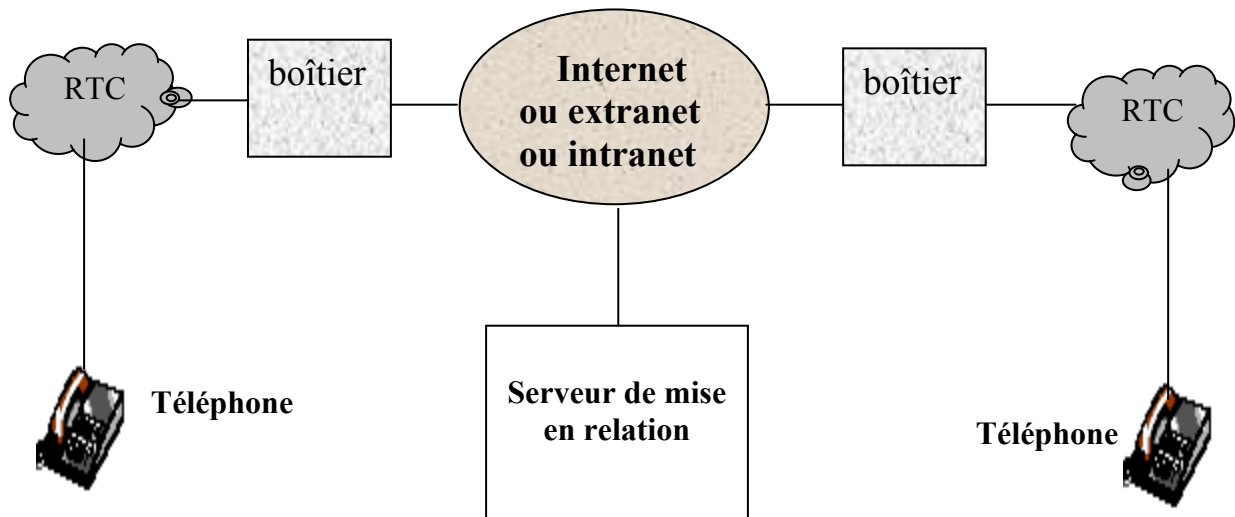 RTC
boîtier
Internet
ou extranet
ou intranet
boîtier
RTC
Téléphone
Serveur de mise
en relation
Téléphone